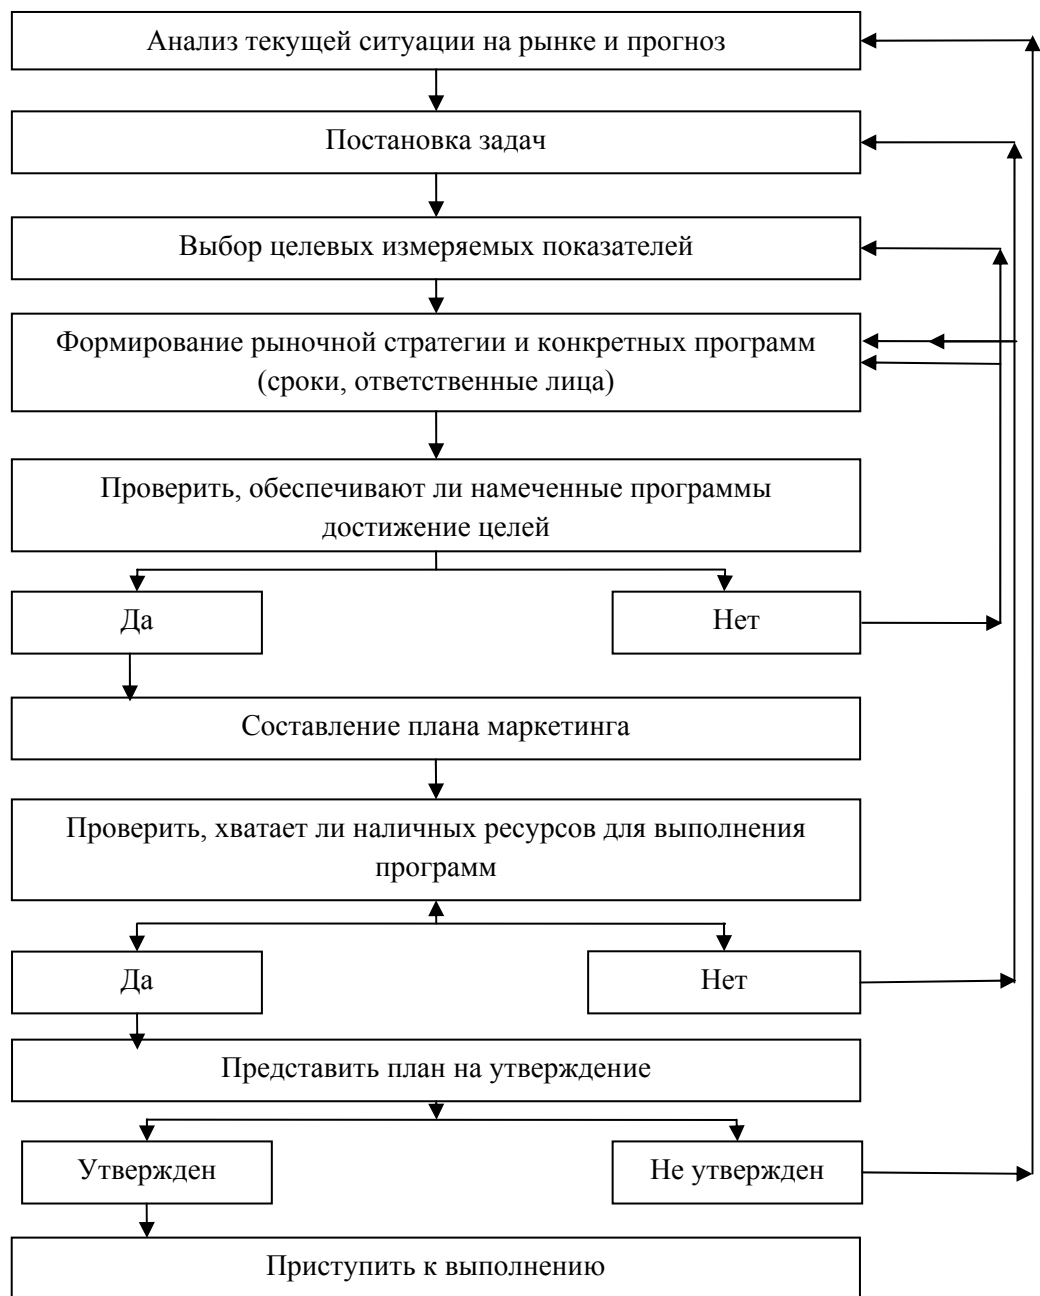 Анализ текущей ситуации на рынке и прогноз
Постановка задач
Выбор целевых измеряемых показателей
Формирование рыночной стратегии и конкретных программ
(сроки, ответственные лица)
Проверить, обеспечивают ли намеченные программы
достижение целей
Да
Нет
Составление плана маркетинга
Проверить, хватает ли наличных ресурсов для выполнения
программ
Да
Нет
Представить план на утверждение
Утвержден
Не утвержден
Приступить к выполнению